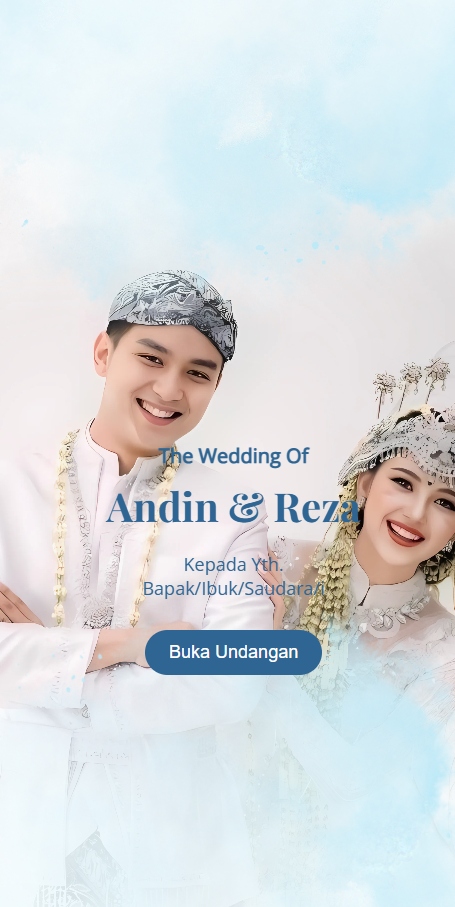 The Wedding Of
Andin & Reza
Kepada Yth.
Bapak/Ibuk/Saudara/i
Buka Undangan